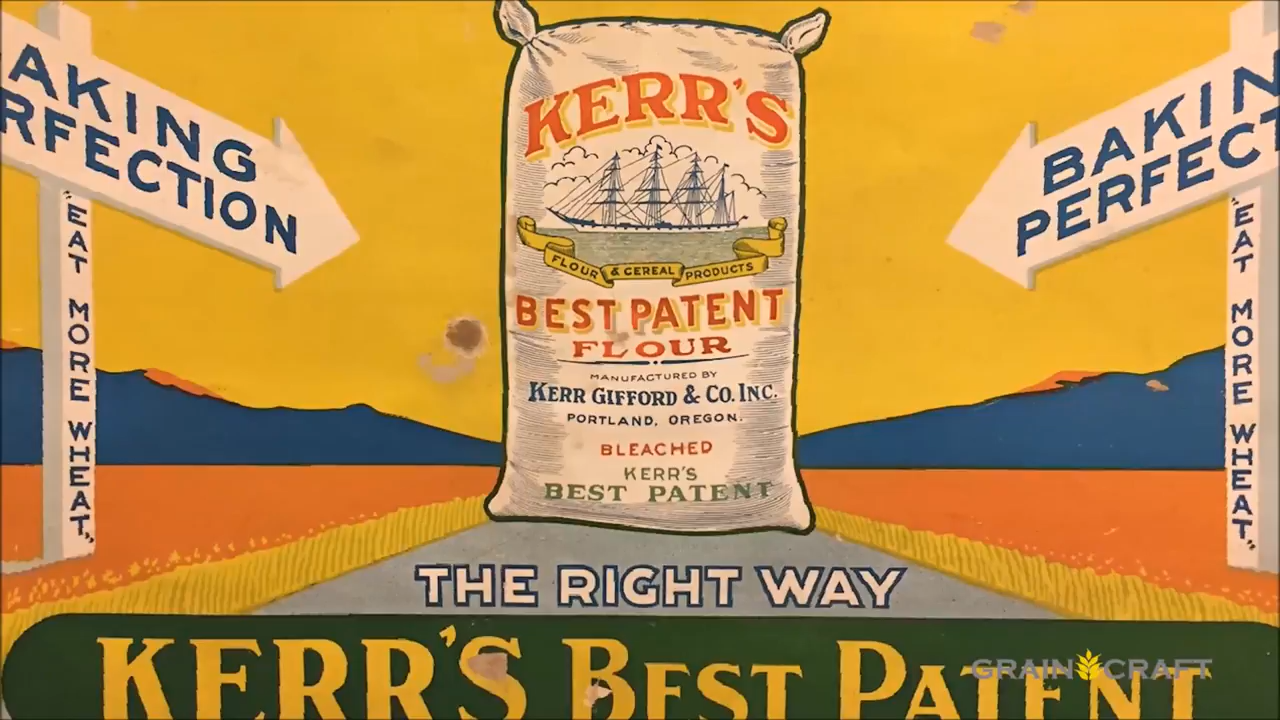 AKING
RFECTION
"EAT MORE WHEAT"
KERR'S
FLOUR & CEREAL PRODUCTS
BEST PATENT
FLOUR
MANUFACTURED BY
KERR GIFFORD & CO. INC.
PORTLAND, OREGON.
BLEACHED
KERR'S
BEST PATENT
BAKIN
PERFECT
"EAT MORE WHEAT"
THE RIGHT WAY
KERR'S BEST PATENT
GRAIN CRAFT